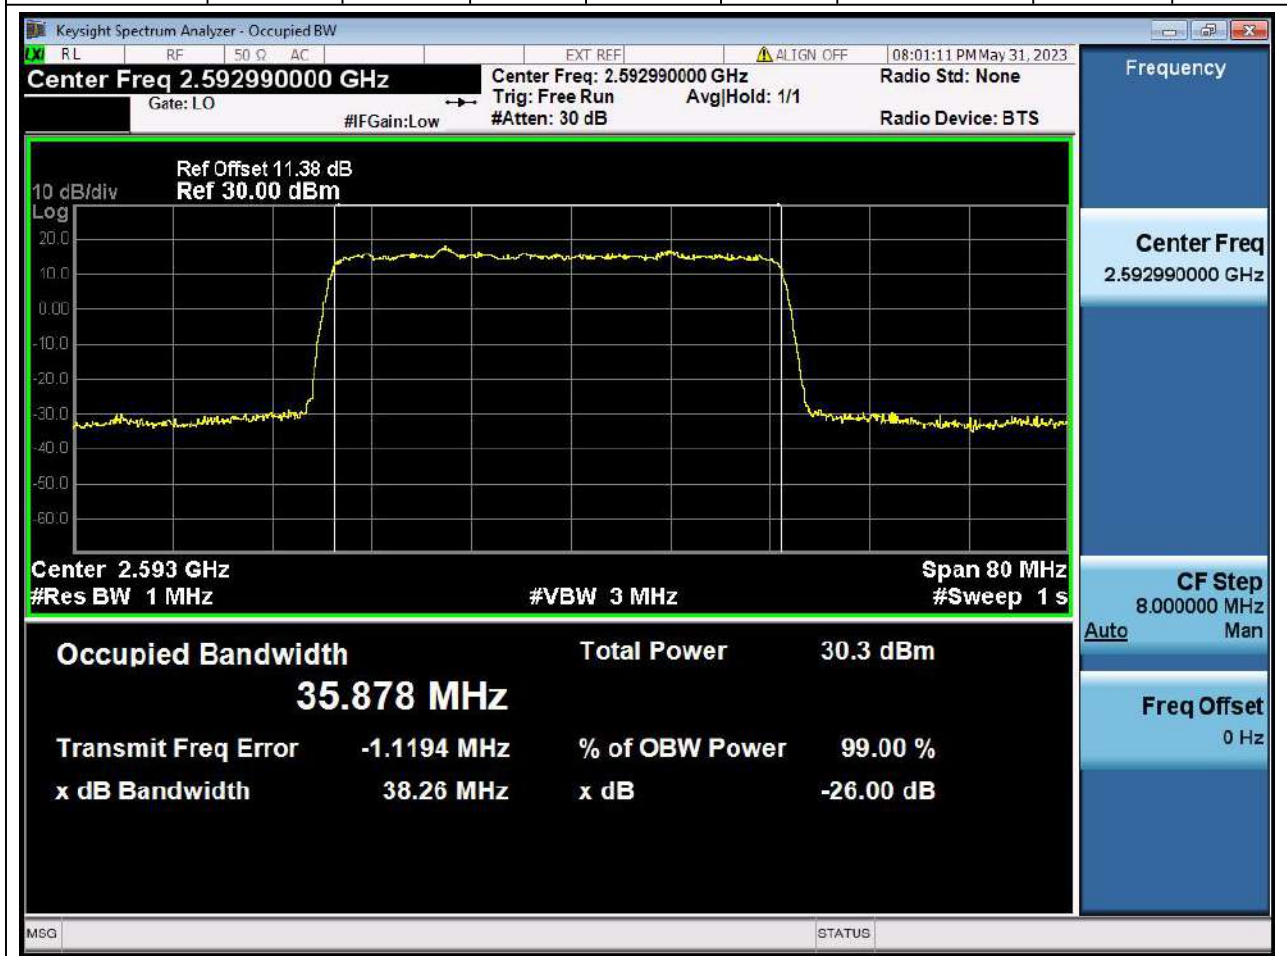 Keysight Spectrum Analyzer - Occupied BW
LXI RL RF 50 Ω AC EXT REF ALIGN OFF 08:01:11 PM May 31, 2023
Center Freq 2.592990000 GHz
Center Freq: 2.592990000 GHz
Radio Std: None
Gate: LO
Trig: Free Run Avg|Hold: 1/1
#IFGain:Low
#Atten: 30 dB
Radio Device: BTS
Ref Offset 11.38 dB
10 dB/div Ref 30.00 dBm
Log
20.0
10.0
0.00
-10.0
-20.0
-30.0
-40.0
-50.0
-60.0
Center 2.593 GHz Span 80 MHz
#Res BW 1 MHz #VBW 3 MHz #Sweep 1 s
Occupied Bandwidth Total Power 30.3 dBm
35.878 MHz
Transmit Freq Error -1.1194 MHz % of OBW Power 99.00 %
x dB Bandwidth 38.26 MHz x dB -26.00 dB
Frequency
Center Freq
2.592990000 GHz
CF Step
8.000000 MHz
Auto Man
Freq Offset
0 Hz
MSG STATUS